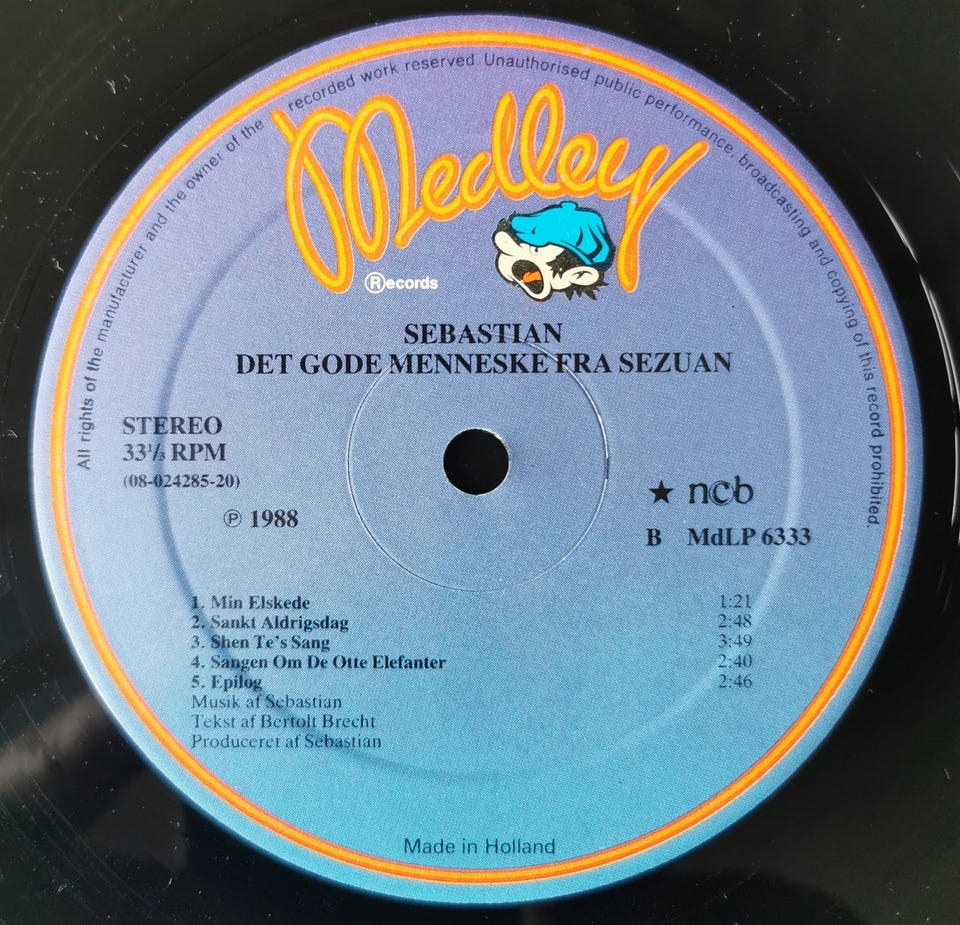 All rights of the manufacturer and the owner of the recorded work reserved. Unauthorised public performance, broadcasting and copying of this record prohibited.
Medley
Records
SEBASTIAN
DET GODE MENNESKE FRA SEZUAN
STEREO
33⅓ RPM
(08-024285-20)
℗ 1988
★ ncb
B MdLP 6333
1. Min Elskede 1:21
2. Sankt Aldrigsdag 2:48
3. Shen Te's Sang 3:49
4. Sangen Om De Otte Elefanter 2:40
5. Epilog 2:46
Musik af Sebastian
Tekst af Bertolt Brecht
Produceret af Sebastian
Made in Holland